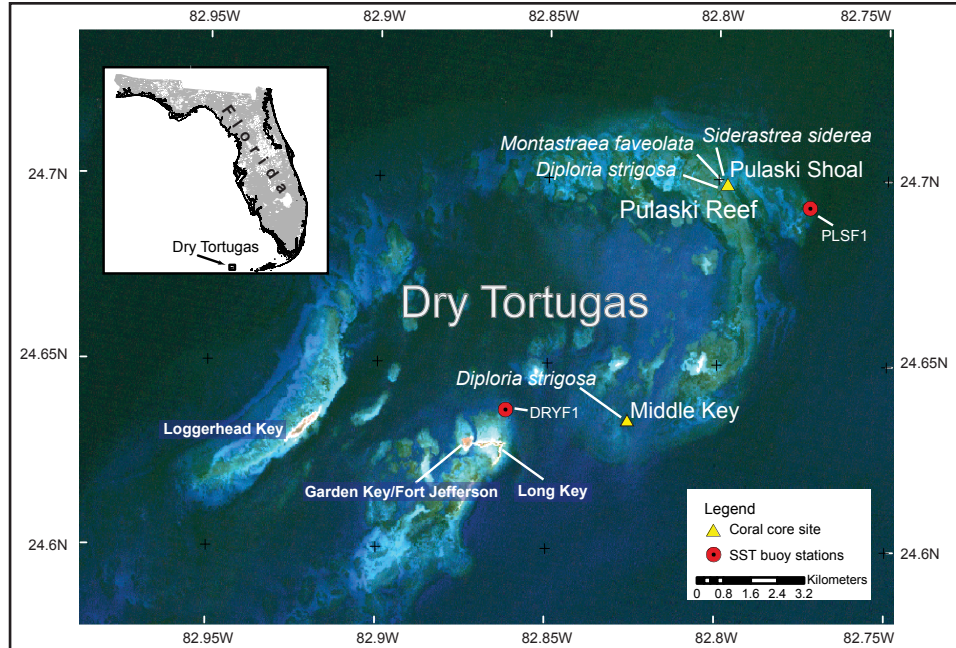 82.95W 82.9W 82.85W 82.8W 82.75W
Florida
Dry Tortugas
24.7N
24.65N
24.6N
Siderastrea siderea
Montastraea faveolata
Diploria strigosa
Pulaski Shoal
Pulaski Reef
PLSF1
24.7N
Dry Tortugas
Diploria strigosa
Middle Key
DRYF1
Loggerhead Key
Garden Key/Fort Jefferson
Long Key
24.65N
24.6N
Legend
Coral core site
SST buoy stations
Kilometers
0 0.8 1.6 2.4 3.2
82.95W 82.9W 82.85W 82.8W 82.75W